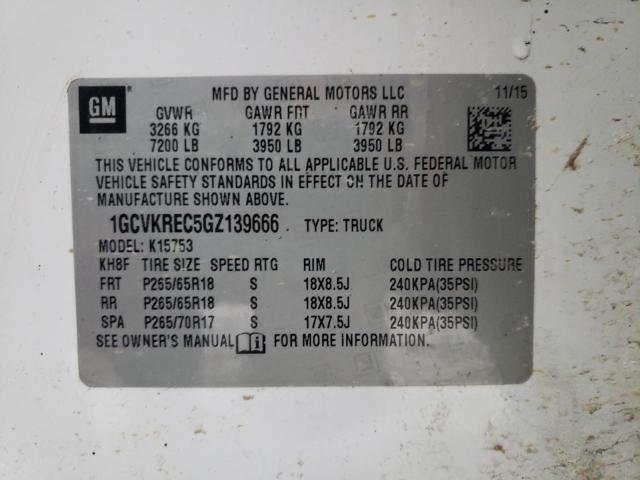 GM
MFD BY GENERAL MOTORS LLC 11/15
GVWR GAWR FRT GAWR RR
3266 KG 1792 KG 1792 KG
7200 LB 3950 LB 3950 LB
THIS VEHICLE CONFORMS TO ALL APPLICABLE U.S. FEDERAL MOTOR
VEHICLE SAFETY STANDARDS IN EFFECT ON THE DATE OF
MANUFACTURE SHOWN ABOVE.
1GCVKREC5GZ139666 TYPE: TRUCK
MODEL: K15753
KH8F TIRE SIZE SPEED RTG RIM COLD TIRE PRESSURE
FRT P265/65R18 S 18X8.5J 240KPA(35PSI)
RR P265/65R18 S 18X8.5J 240KPA(35PSI)
SPA P265/70R17 S 17X7.5J 240KPA(35PSI)
SEE OWNER'S MANUAL FOR MORE INFORMATION.